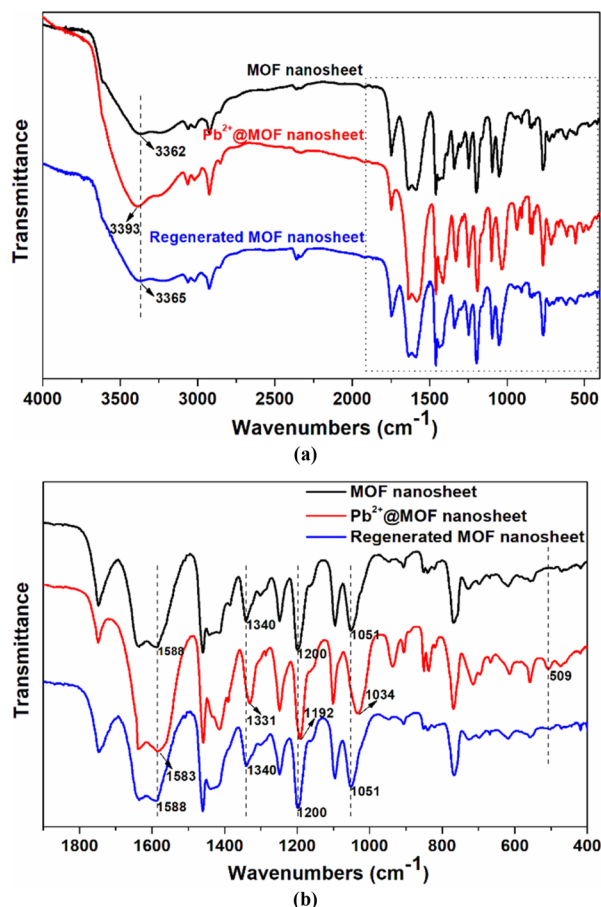 MOF nanosheet
3362
Pb²⁺@MOF nanosheet
3393
Regenerated MOF nanosheet
3365
Transmittance
4000 3500 3000 2500 2000 1500 1000 500
Wavenumbers (cm⁻¹)
(a)
MOF nanosheet
Pb²⁺@MOF nanosheet
Regenerated MOF nanosheet
1588 1340 1200 1051
1583 1331 1192 1034 509
1588 1340 1200 1051
Transmittance
1800 1600 1400 1200 1000 800 600 400
Wavenumbers (cm⁻¹)
(b)